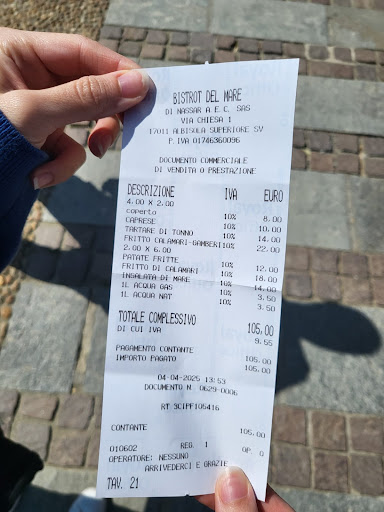 BISTROT DEL MARE
DI NASSAR A E C. SAS
VIA CHIESA 1
17011 ALBISOLA SUPERIORE SV
P.IVA 01746360096
DOCUMENTO COMMERCIALE
DI VENDITA O PRESTAZIONE
DESCRIZIONE IVA EURO
4.00 X 2.00
coperto 10% 8.00
CAPRESE 10% 10.00
TARTARE DI TONNO 10% 14.00
FRITTO CALAMARI-GAMBERI 10% 22.00
2.00 X 6.00
PATATE FRITTE 10% 12.00
FRITTO DI CALAMARI 10% 18.00
INSALATA DI MARE 10% 14.00
1L ACQUA GAS 10% 3.50
1L ACQUA NAT 10% 3.50
TOTALE COMPLESSIVO 105.00
DI CUI IVA 9.55
PAGAMENTO CONTANTE 105.00
IMPORTO PAGATO 105.00
04-04-2025 13:53
DOCUMENTO N. 0629-0006
RT 3CIPF105416
CONTANTE 105.00
010602 REG. 1 OP. 0
OPERATORE: NESSUNO
ARRIVEDERCI E GRAZIE
TAV. 21